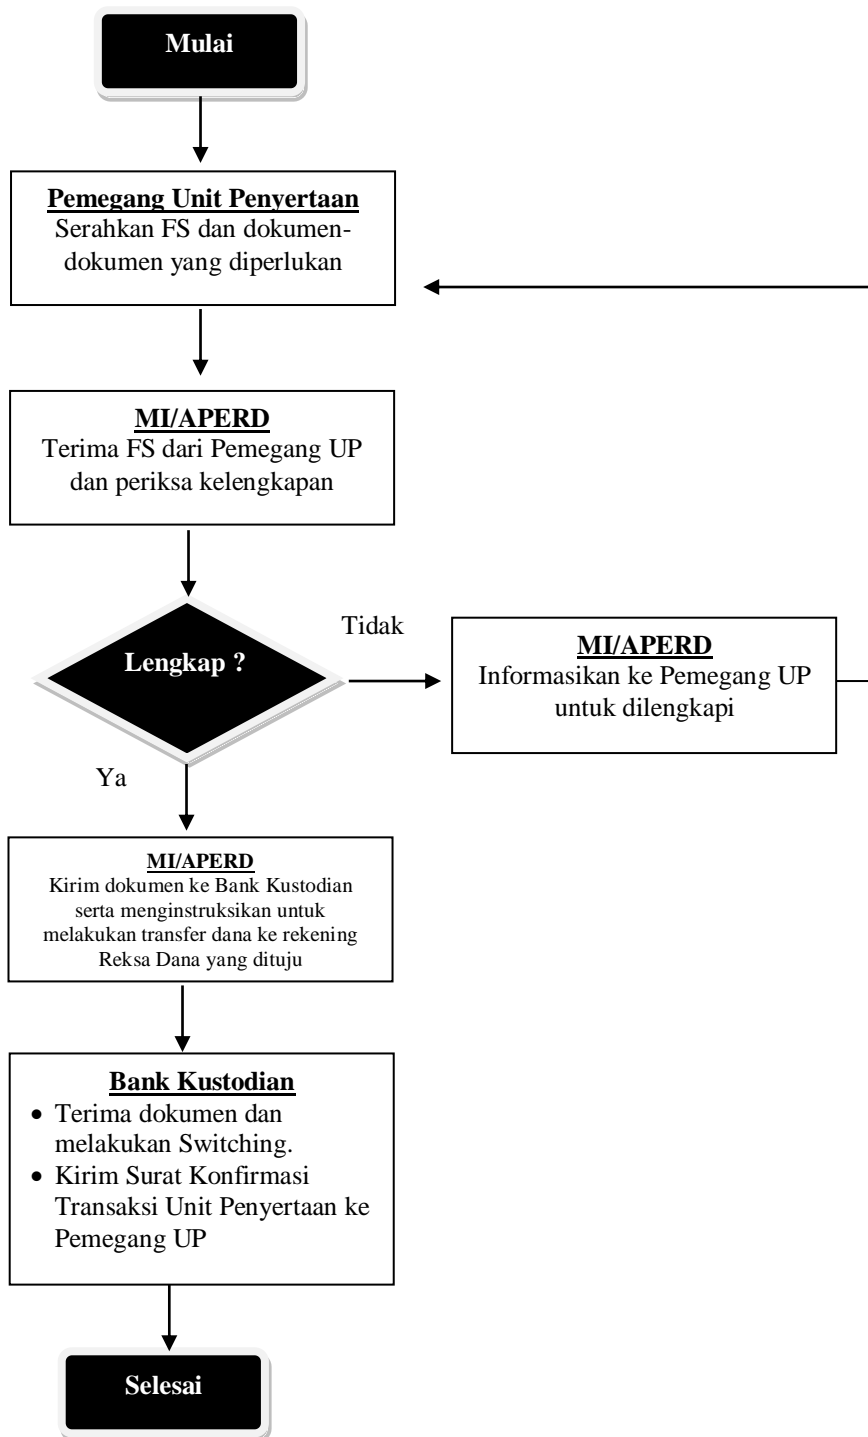 Mulai
Pemegang Unit Penyertaan
Serahkan FS dan dokumen-
dokumen yang diperlukan
MI/APERD
Terima FS dari Pemegang UP
dan periksa kelengkapan
Lengkap ?
Tidak
MI/APERD
Informasikan ke Pemegang UP
untuk dilengkapi
Ya
MI/APERD
Kirim dokumen ke Bank Kustodian
serta menginstruksikan untuk
melakukan transfer dana ke rekening
Reksa Dana yang dituju
Bank Kustodian
• Terima dokumen dan
melakukan Switching.
• Kirim Surat Konfirmasi
Transaksi Unit Penyertaan ke
Pemegang UP
Selesai